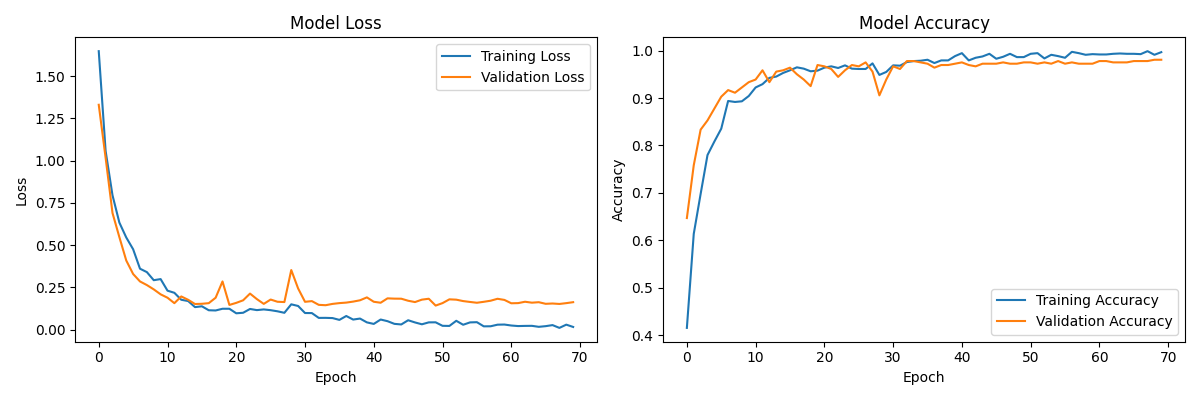 Model Loss
Training Loss
Validation Loss
1.50
1.25
1.00
0.75
0.50
0.25
0.00
Loss
0 10 20 30 40 50 60 70
Epoch
Model Accuracy
1.0
0.9
0.8
0.7
0.6
0.5
0.4
Accuracy
Training Accuracy
Validation Accuracy
0 10 20 30 40 50 60 70
Epoch